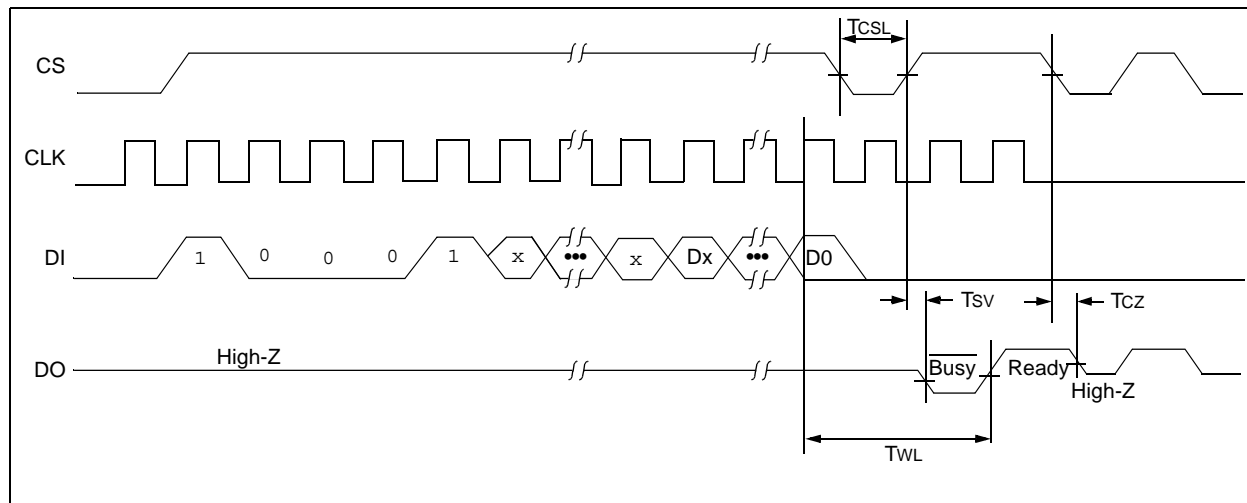 TCSL
CS
CLK
DI
1 0 0 0 1 x ••• x Dx ••• D0
TSV
TCZ
High-Z
DO
Busy
Ready
High-Z
TWL